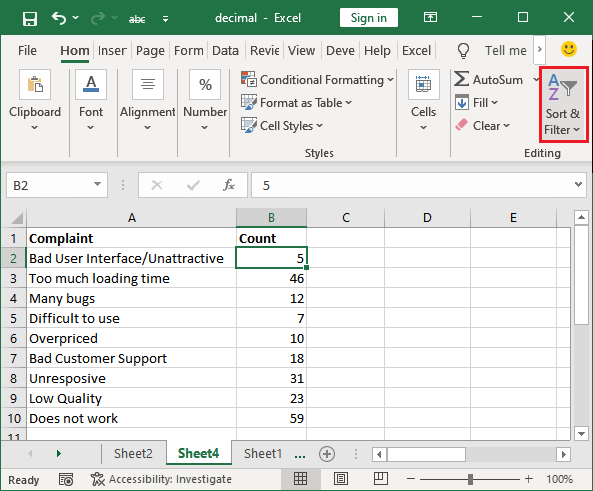 decimal - Excel Sign in
abc
File Hom Inser Page Form Data Revie View Deve Help Excel Tell me
Clipboard Font Alignment % Number Conditional Formatting Format as Table Cell Styles Styles Cells AutoSum Fill Clear Editing A Z Sort & Filter
B2 fx 5
A B C D E
1 Complaint Count
2 Bad User Interface/Unattractive 5
3 Too much loading time 46
4 Many bugs 12
5 Difficult to use 7
6 Overpriced 10
7 Bad Customer Support 18
8 Unresposive 31
9 Low Quality 23
10 Does not work 59
11
Sheet2 Sheet4 Sheet1 ...
Ready Accessibility: Investigate 100%